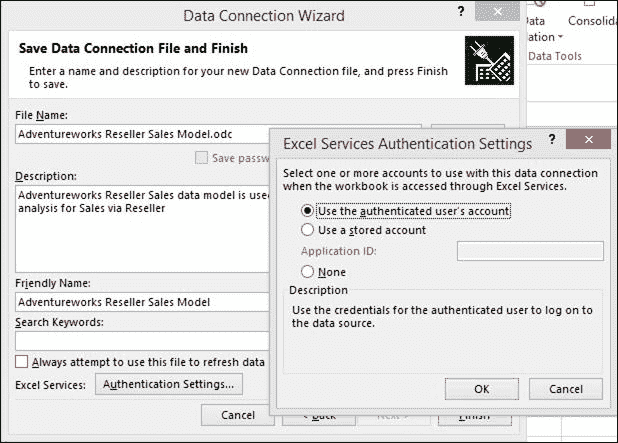 Data Connection Wizard
?
Consolida
Data Tools
Save Data Connection File and Finish
Enter a name and description for your new Data Connection file, and press Finish
to save.
File Name:
Adventureworks Reseller Sales Model.odc
Save passw
Description:
Adventureworks Reseller Sales data model is used
analysis for Sales via Reseller
Friendly Name:
Adventureworks Reseller Sales Model
Search Keywords:
Always attempt to use this file to refresh data
Excel Services:
Authentication Settings...
Cancel
< Back
Next >
Finish
Excel Services Authentication Settings
?
Select one or more accounts to use with this data connection
when the workbook is accessed through Excel Services.
Use the authenticated user's account
Use a stored account
Application ID:
None
Description
Use the credentials for the authenticated user to log on to
the data source.
OK
Cancel